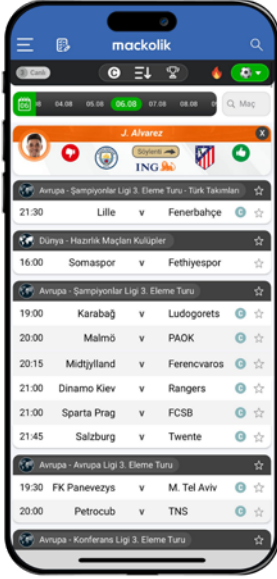 mackolik
Canlı
06 04.08 05.08 06.08 07.08 08.08 Maç
J. Alvarez X
Söylenti
ING
Avrupa - Şampiyonlar Ligi 3. Eleme Turu - Türk Takımları
21:30 Lille v Fenerbahçe C
Dünya - Hazırlık Maçları Kulüpler
16:00 Somaspor v Fethiyespor
Avrupa - Şampiyonlar Ligi 3. Eleme Turu
19:00 Karabağ v Ludogorets C
20:00 Malmö v PAOK C
20:15 Midtjylland v Ferencvaros C
21:00 Dinamo Kiev v Rangers C
21:00 Sparta Prag v FCSB C
21:45 Salzburg v Twente C
Avrupa - Avrupa Ligi 3. Eleme Turu
19:30 FK Panevezys v M. Tel Aviv C
20:00 Petrocub v TNS C
Avrupa - Konferans Ligi 3. Eleme Turu